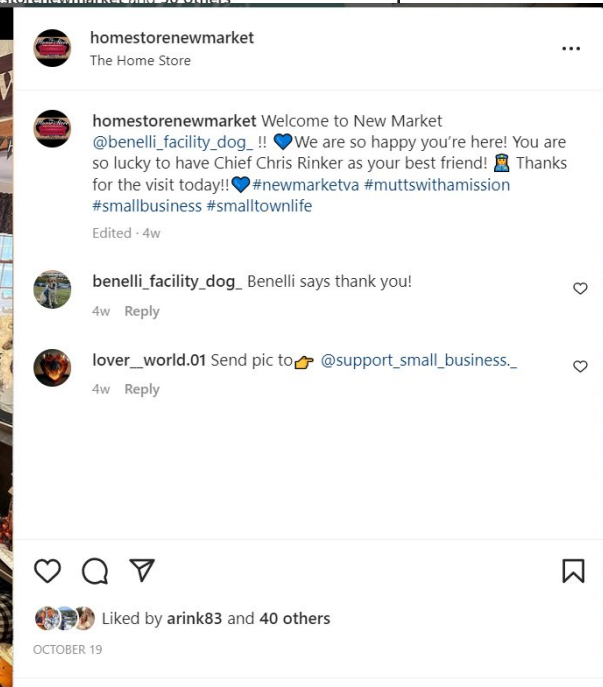 homestorenewmarket
The Home Store
homestorenewmarket Welcome to New Market
@benelli_facility_dog_ !! 💙We are so happy you're here! You are
so lucky to have Chief Chris Rinker as your best friend! 👮 Thanks
for the visit today!!💙#newmarketva #muttswithamission
#smallbusiness #smalltownlife
Edited · 4w
benelli_facility_dog_ Benelli says thank you!
4w Reply
lover__world.01 Send pic to👉 @support_small_business._
4w Reply
Liked by arink83 and 40 others
OCTOBER 19